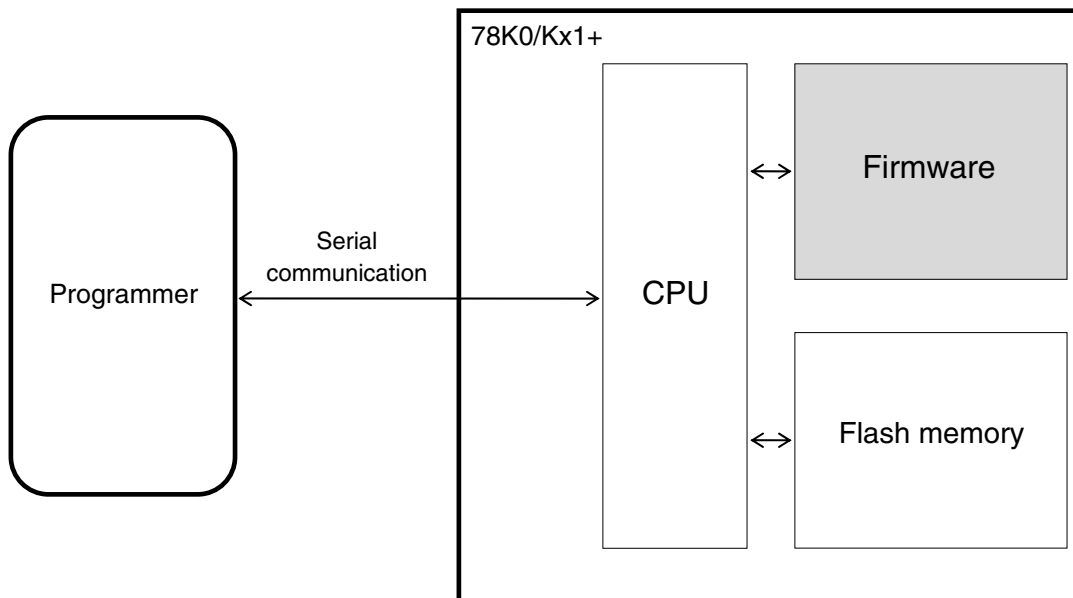 78K0/Kx1+
Firmware
Serial
communication
Programmer
CPU
Flash memory